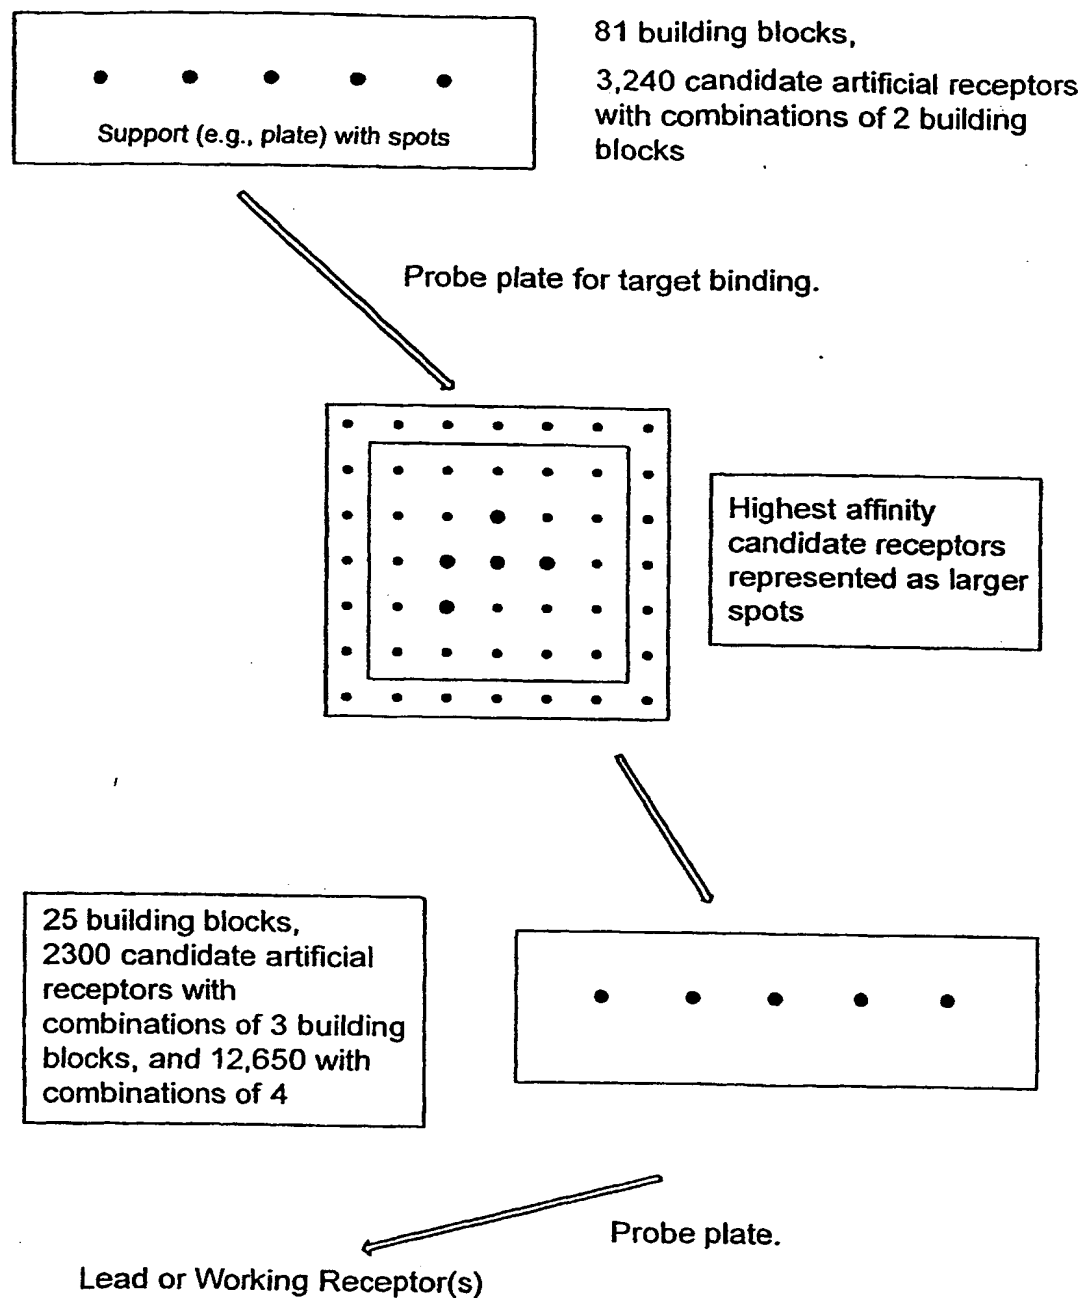 81 building blocks,
3,240 candidate artificial receptors
with combinations of 2 building
blocks
Support (e.g., plate) with spots
Probe plate for target binding.
Highest affinity
candidate receptors
represented as larger
spots
25 building blocks,
2300 candidate artificial
receptors with
combinations of 3 building
blocks, and 12,650 with
combinations of 4
Probe plate.
Lead or Working Receptor(s)